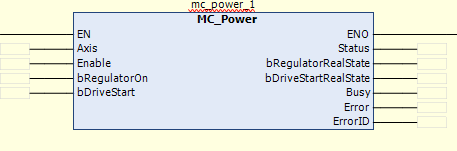 mc_power_1
MC_Power
EN ENO
Axis Status
Enable bRegulatorRealState
bRegulatorOn bDriveStartRealState
bDriveStart Busy
Error
ErrorID